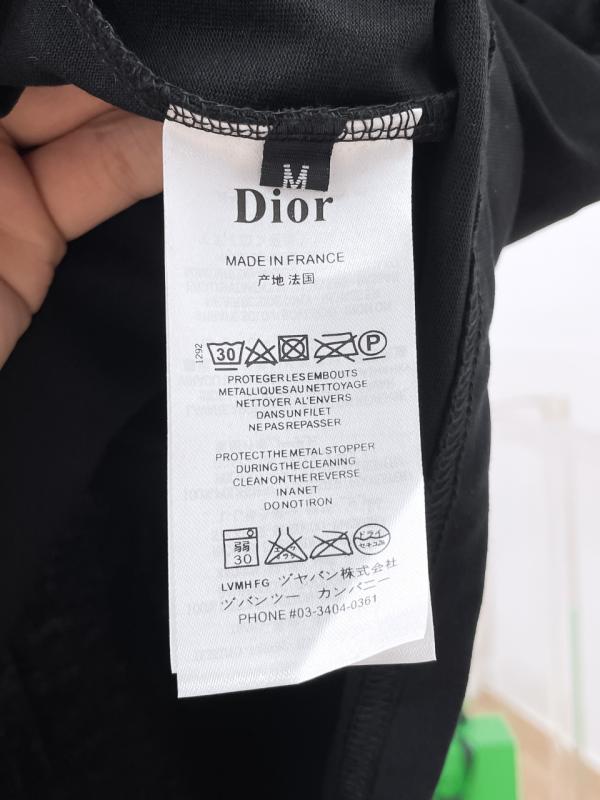 M
Dior
MADE IN FRANCE
产地 法国
1292
30 P
PROTEGER LES EMBOUTS
METALLIQUES AU NETTOYAGE
NETTOYER AL'ENVERS
DANS UN FILET
NE PAS REPASSER
PROTECT THE METAL STOPPER
DURING THE CLEANING
CLEAN ON THE REVERSE
IN A NET
DO NOT IRON
弱
30
ドライ
LVMH FG ヅヤバン株式会社
ヅバンツー カンバニー
PHONE #03-3404-0361